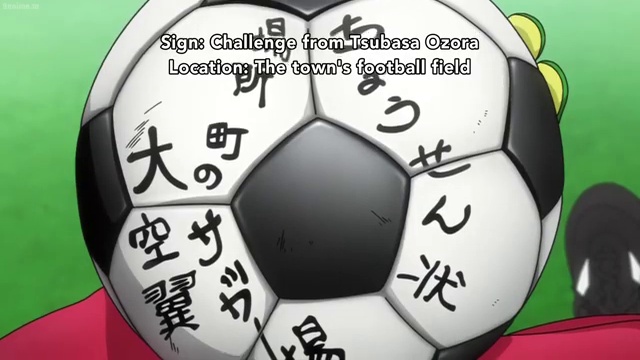 Sign: Challenge from Tsubasa Ozora
Location: The town's football field
ちょうせん状
場所
町の
サッカー
場
大空翼